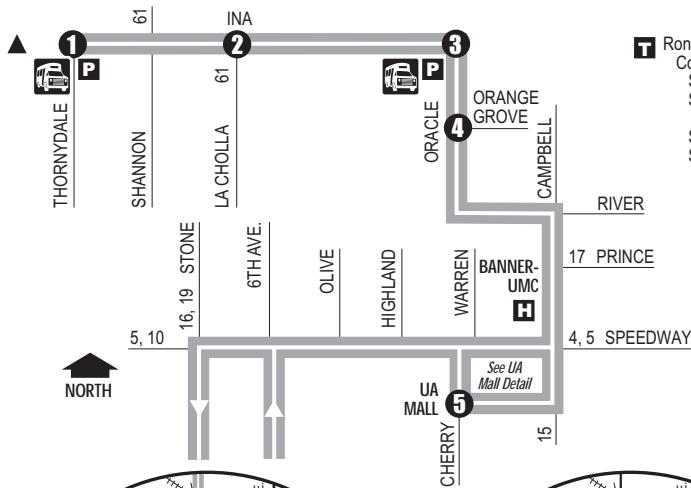 61
INA
1
2
3
P
P
T
Ron
Co
61
THORNYDALE
SHANNON
LA CHOLLA
ORACLE
4
ORANGE
GROVE
CAMPBELL
RIVER
16, 19 STONE
6TH AVE.
OLIVE
HIGHLAND
WARREN
BANNER-
UMC
H
17 PRINCE
5, 10
4, 5 SPEEDWAY
NORTH
See UA
Mall Detail
UA
MALL
5
CHERRY
15